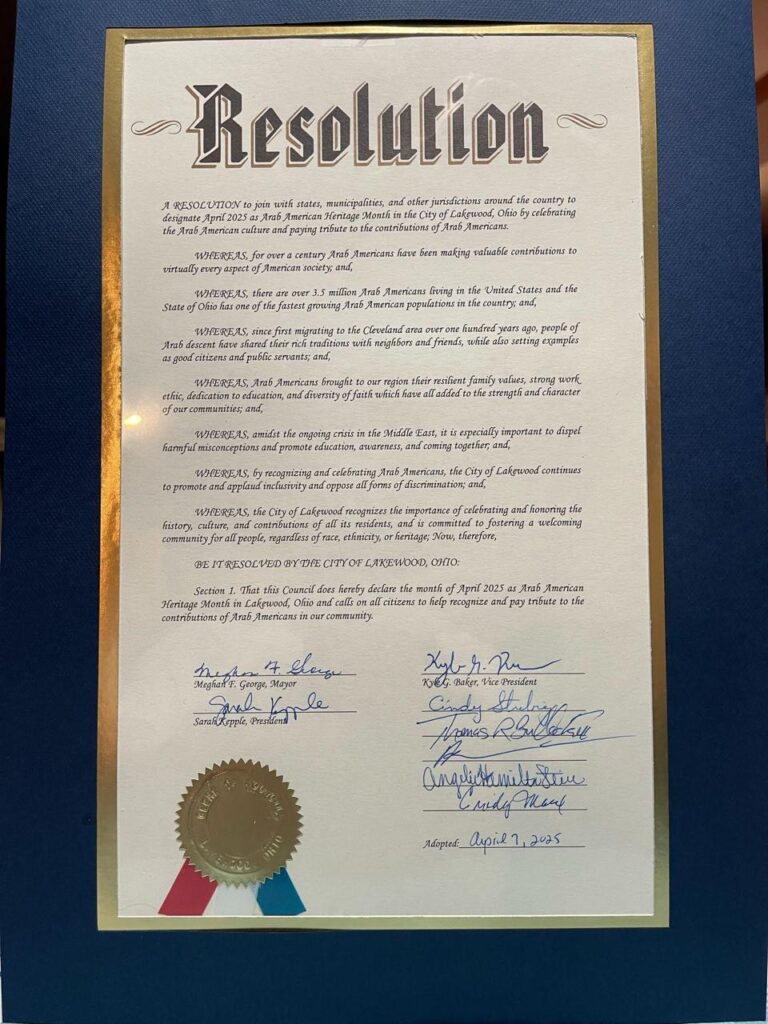 Resolution
A RESOLUTION to join with states, municipalities, and other jurisdictions around the country to
designate April 2025 as Arab American Heritage Month in the City of Lakewood, Ohio by celebrating
the Arab American culture and paying tribute to the contributions of Arab Americans.
WHEREAS, for over a century Arab Americans have been making valuable contributions to
virtually every aspect of American society; and,
WHEREAS, there are over 3.5 million Arab Americans living in the United States and the
State of Ohio has one of the fastest growing Arab American populations in the country; and,
WHEREAS, since first migrating to the Cleveland area over one hundred years ago, people of
Arab descent have shared their rich traditions with neighbors and friends, while also setting examples
as good citizens and public servants; and,
WHEREAS, Arab Americans brought to our region their resilient family values, strong work
ethic, dedication to education, and diversity of faith which have all added to the strength and character
of our communities; and,
WHEREAS, amidst the ongoing crisis in the Middle East, it is especially important to dispel
harmful misconceptions and promote education, awareness, and coming together; and,
WHEREAS, by recognizing and celebrating Arab Americans, the City of Lakewood continues
to promote and applaud inclusivity and oppose all forms of discrimination; and,
WHEREAS, the City of Lakewood recognizes the importance of celebrating and honoring the
history, culture, and contributions of all its residents, and is committed to fostering a welcoming
community for all people, regardless of race, ethnicity, or heritage; Now, therefore,
BE IT RESOLVED BY THE CITY OF LAKEWOOD, OHIO:
Section 1. That this Council does hereby declare the month of April 2025 as Arab American
Heritage Month in Lakewood, Ohio and calls on all citizens to help recognize and pay tribute to the
contributions of Arab Americans in our community.
Meghan F. George
Meghan F. George, Mayor
Sarah Kepple
Sarah Kepple, President
Kyle G.
Kyle G. Baker, Vice President
Cindy
Thomas R
Cindy Marx
Adopted: April 7, 2025
LAKEWOOD OHIO